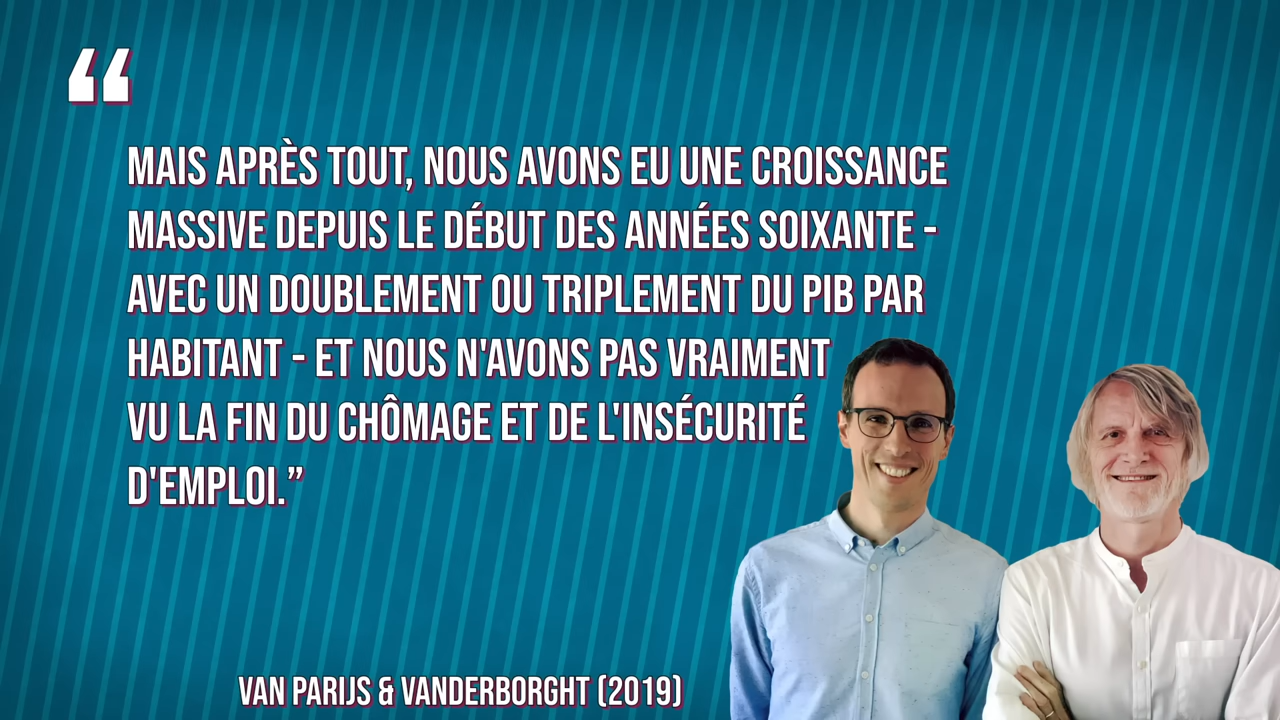 “
MAIS APRÈS TOUT, NOUS AVONS EU UNE CROISSANCE
MASSIVE DEPUIS LE DÉBUT DES ANNÉES SOIXANTE -
AVEC UN DOUBLEMENT OU TRIPLEMENT DU PIB PAR
HABITANT - ET NOUS N'AVONS PAS VRAIMENT
VU LA FIN DU CHÔMAGE ET DE L'INSÉCURITÉ
D'EMPLOI.”
VAN PARIJS & VANDERBORGHT (2019)